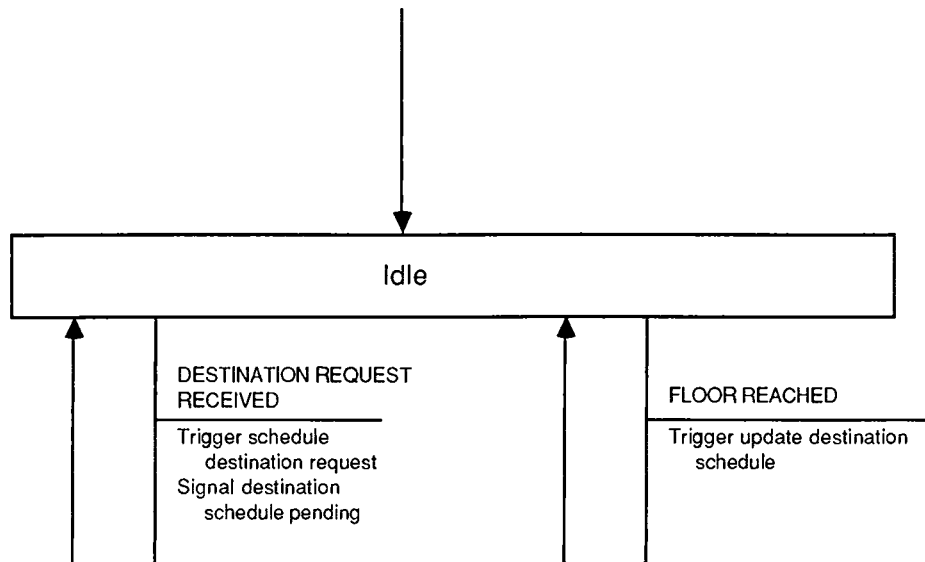 Idle
DESTINATION REQUEST
RECEIVED
Trigger schedule
destination request
Signal destination
schedule pending
FLOOR REACHED
Trigger update destination
schedule